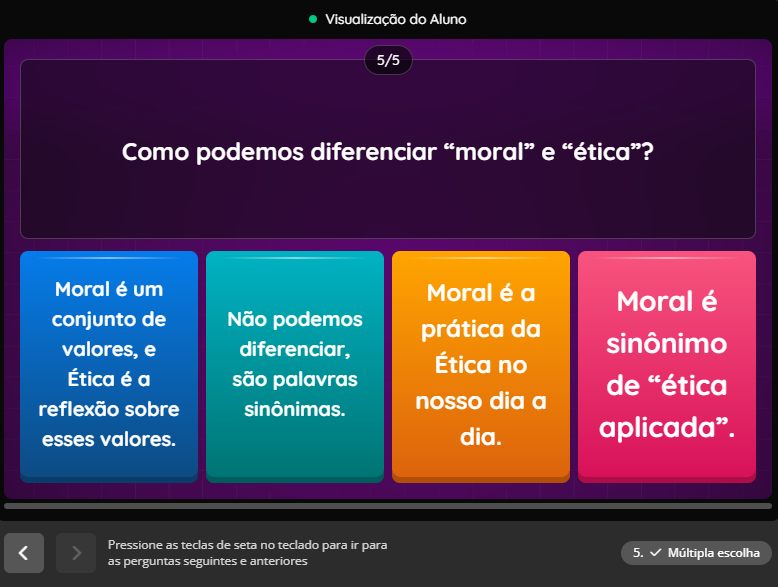 Visualização do Aluno
5/5
Como podemos diferenciar “moral” e “ética”?
Moral é um
conjunto de
valores, e
Ética é a
reflexão sobre
esses valores.
Não podemos
diferenciar,
são palavras
sinônimas.
Moral é a
prática da
Ética no
nosso dia a
dia.
Moral é
sinônimo
de “ética
aplicada”.
Pressione as teclas de seta no teclado para ir para
as perguntas seguintes e anteriores
5. ✓ Múltipla escolha